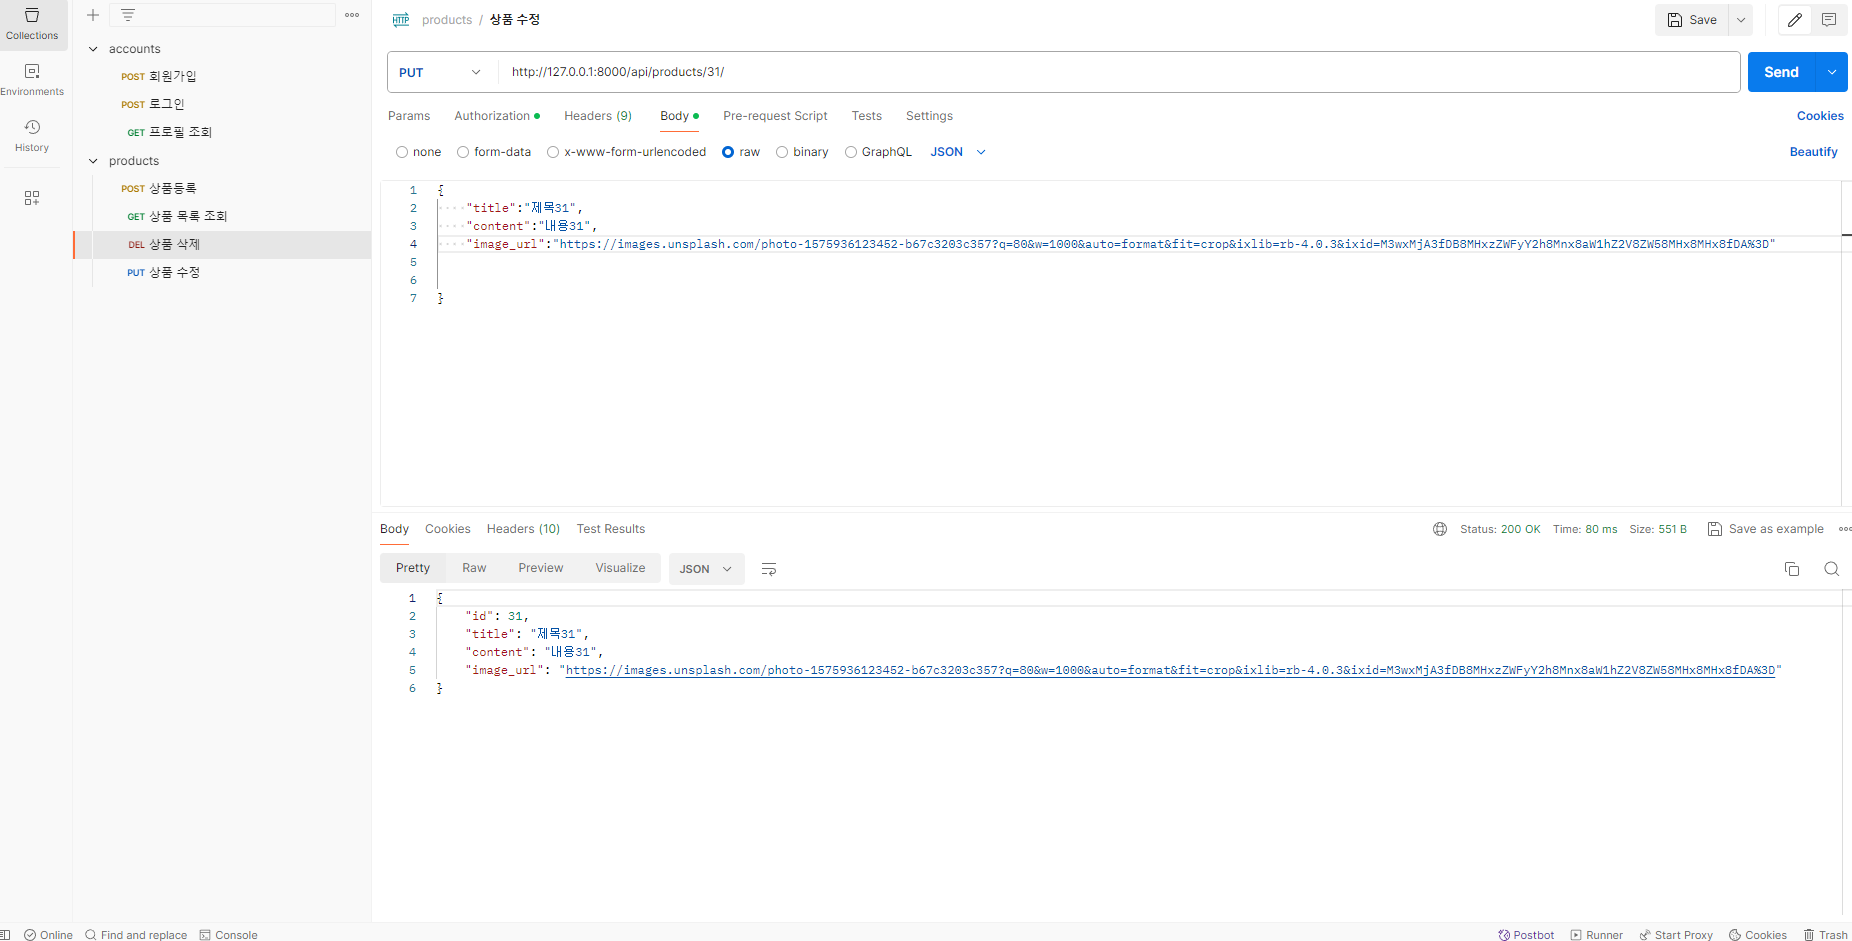 Collections
Environments
History
accounts
POST 회원가입
POST 로그인
GET 프로필 조회
products
POST 상품등록
GET 상품 목록 조회
DEL 상품 삭제
PUT 상품 수정
HTTP products / 상품 수정
Save
PUT http://127.0.0.1:8000/api/products/31/
Send
Params Authorization Headers (9) Body Pre-request Script Tests Settings Cookies
none form-data x-www-form-urlencoded raw binary GraphQL JSON Beautify
1 {
2 "title":"제목31",
3 "content":"내용31",
4 "image_url":"https://images.unsplash.com/photo-1575936123452-b67c3203c357?q=80&w=1000&auto=format&fit=crop&ixlib=rb-4.0.3&ixid=M3wxMjA3fDB8MHxzZWFyY2h8Mnx8aW1hZ2V8ZW58MHx8MHx8fDA%3D"
5
6
7 }
Body Cookies Headers (10) Test Results Status: 200 OK Time: 80 ms Size: 551 B Save as example
Pretty Raw Preview Visualize JSON
1 {
2 "id": 31,
3 "title": "제목31",
4 "content": "내용31",
5 "image_url": "https://images.unsplash.com/photo-1575936123452-b67c3203c357?q=80&w=1000&auto=format&fit=crop&ixlib=rb-4.0.3&ixid=M3wxMjA3fDB8MHxzZWFyY2h8Mnx8aW1hZ2V8ZW58MHx8MHx8fDA%3D"
6 }
Online Find and replace Console Postbot Runner Start Proxy Cookies Trash